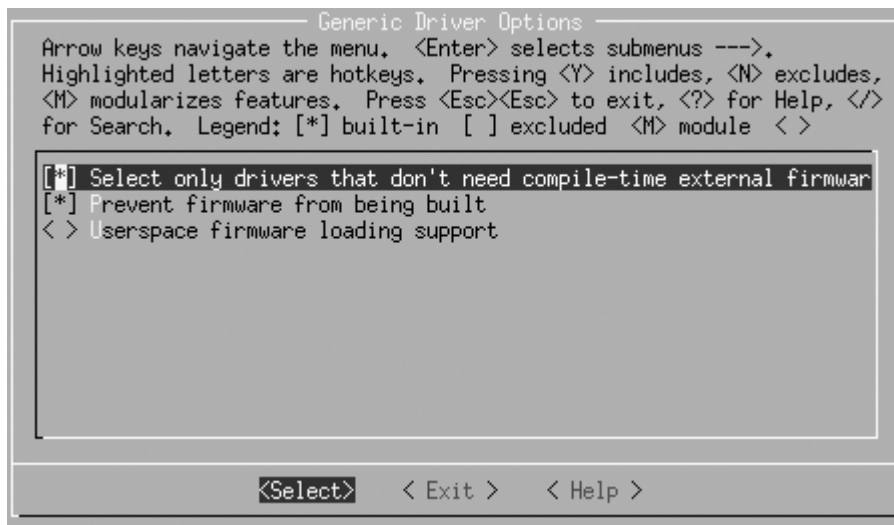 Generic Driver Options
Arrow keys navigate the menu. <Enter> selects submenus --->.
Highlighted letters are hotkeys. Pressing <Y> includes, <N> excludes,
<M> modularizes features. Press <Esc><Esc> to exit, <?> for Help, </>
for Search. Legend: [*] built-in [ ] excluded <M> module < >
[*] Select only drivers that don't need compile-time external firmwar
[*] Prevent firmware from being built
< > Userspace firmware loading support
<Select> < Exit > < Help >